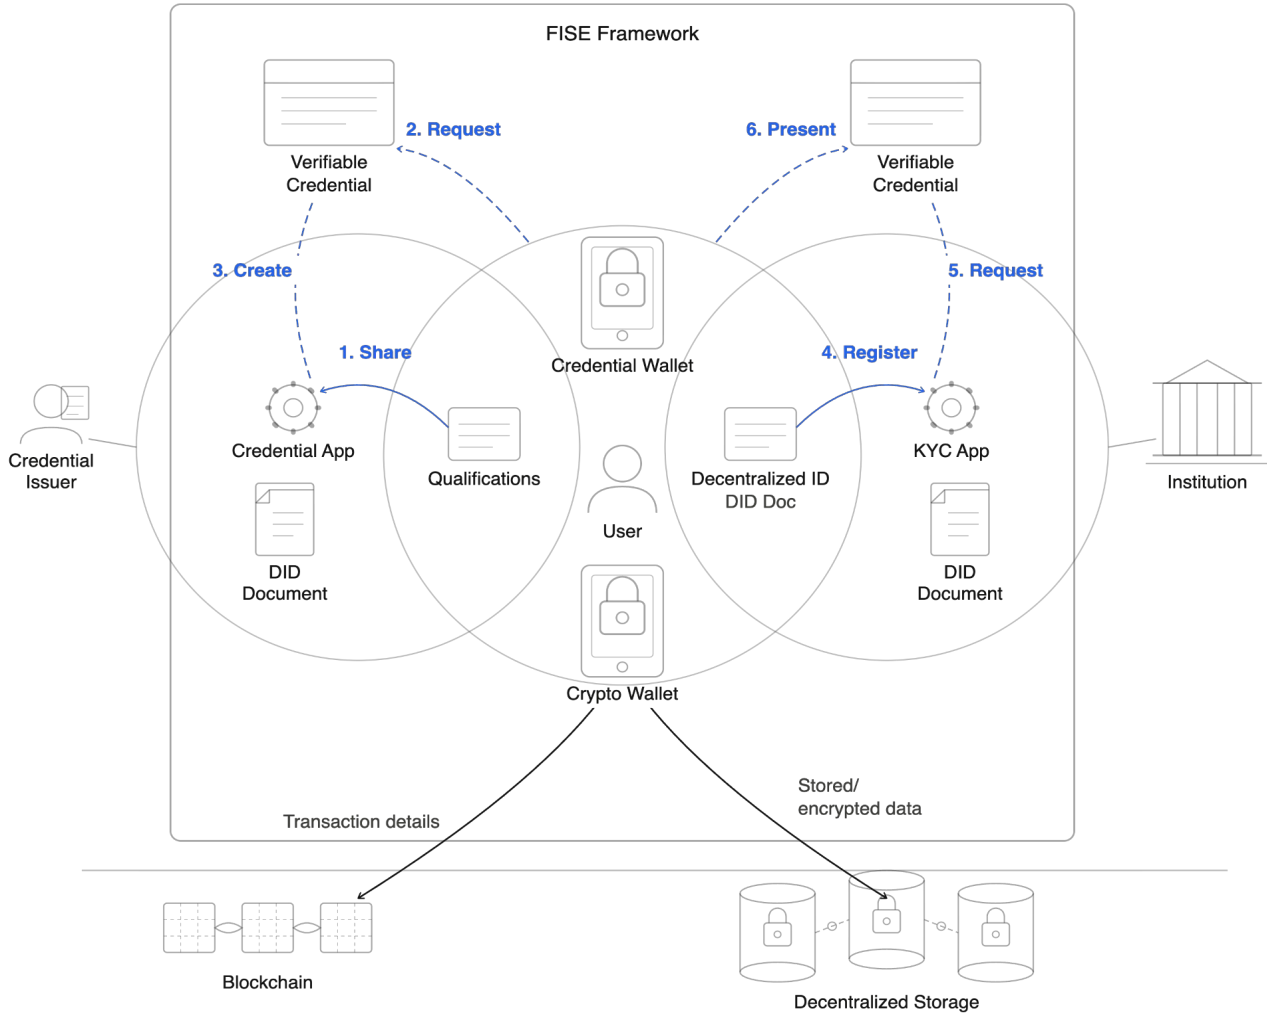 FISE Framework
2. Request
6. Present
Verifiable
Credential
Verifiable
Credential
3. Create
5. Request
1. Share
Credential Wallet
4. Register
Credential App
KYC App
Credential
Issuer
Qualifications
Decentralized ID
DID Doc
Institution
User
DID
Document
DID
Document
Crypto Wallet
Stored/
encrypted data
Transaction details
Blockchain
Decentralized Storage